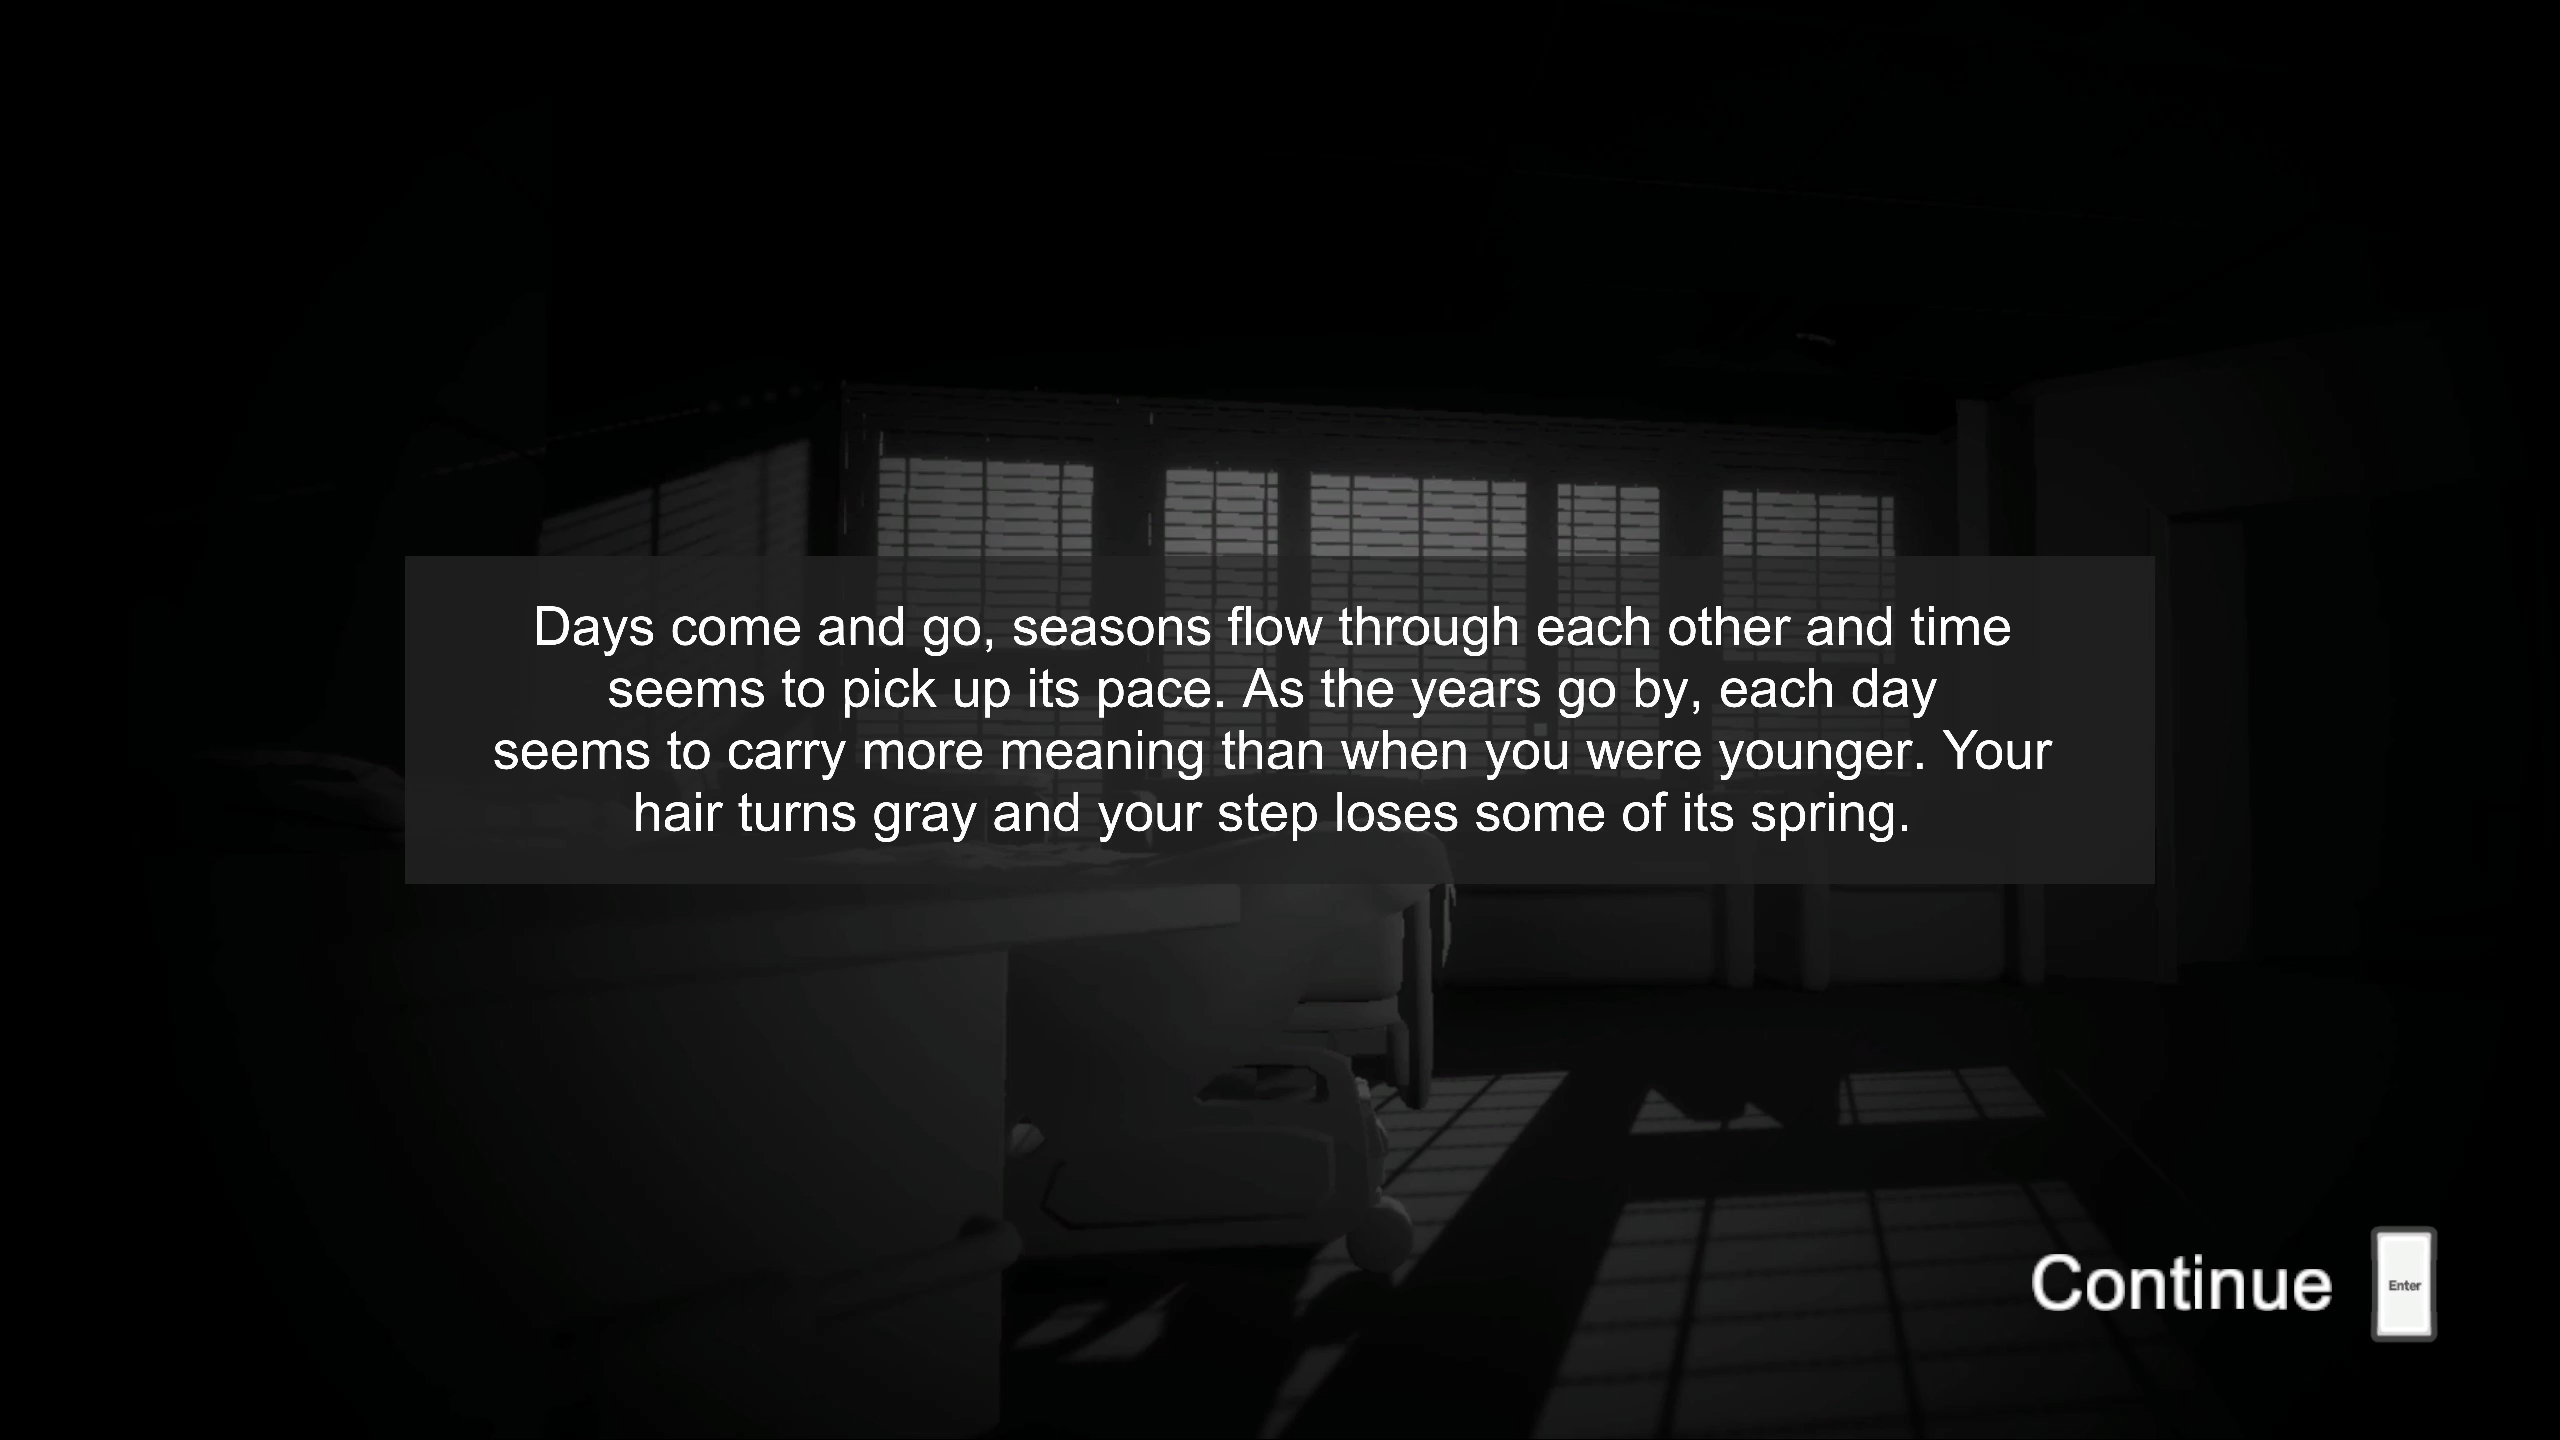 Days come and go, seasons flow through each other and time
seems to pick up its pace. As the years go by, each day
seems to carry more meaning than when you were younger. Your
hair turns gray and your step loses some of its spring.
Continue
Enter